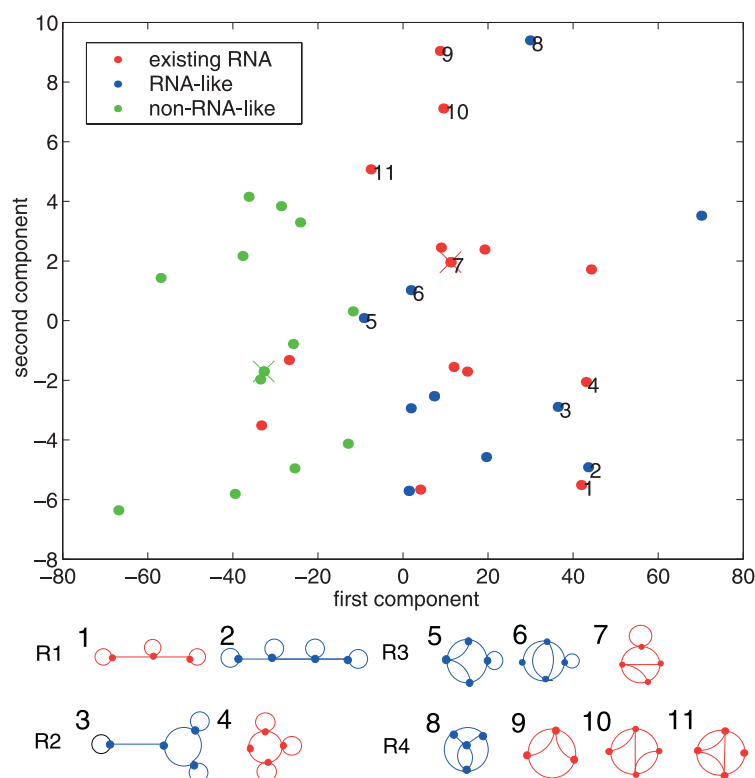 10
8
6
4
2
0
−2
−4
−6
−8
second component
existing RNA
RNA-like
non-RNA-like
9
8
10
11
7
6
5
4
3
2
1
−80 −60 −40 −20 0 20 40 60 80
first component
R1 1 2 R3 5 6 7
R2 3 4 R4 8 9 10 11